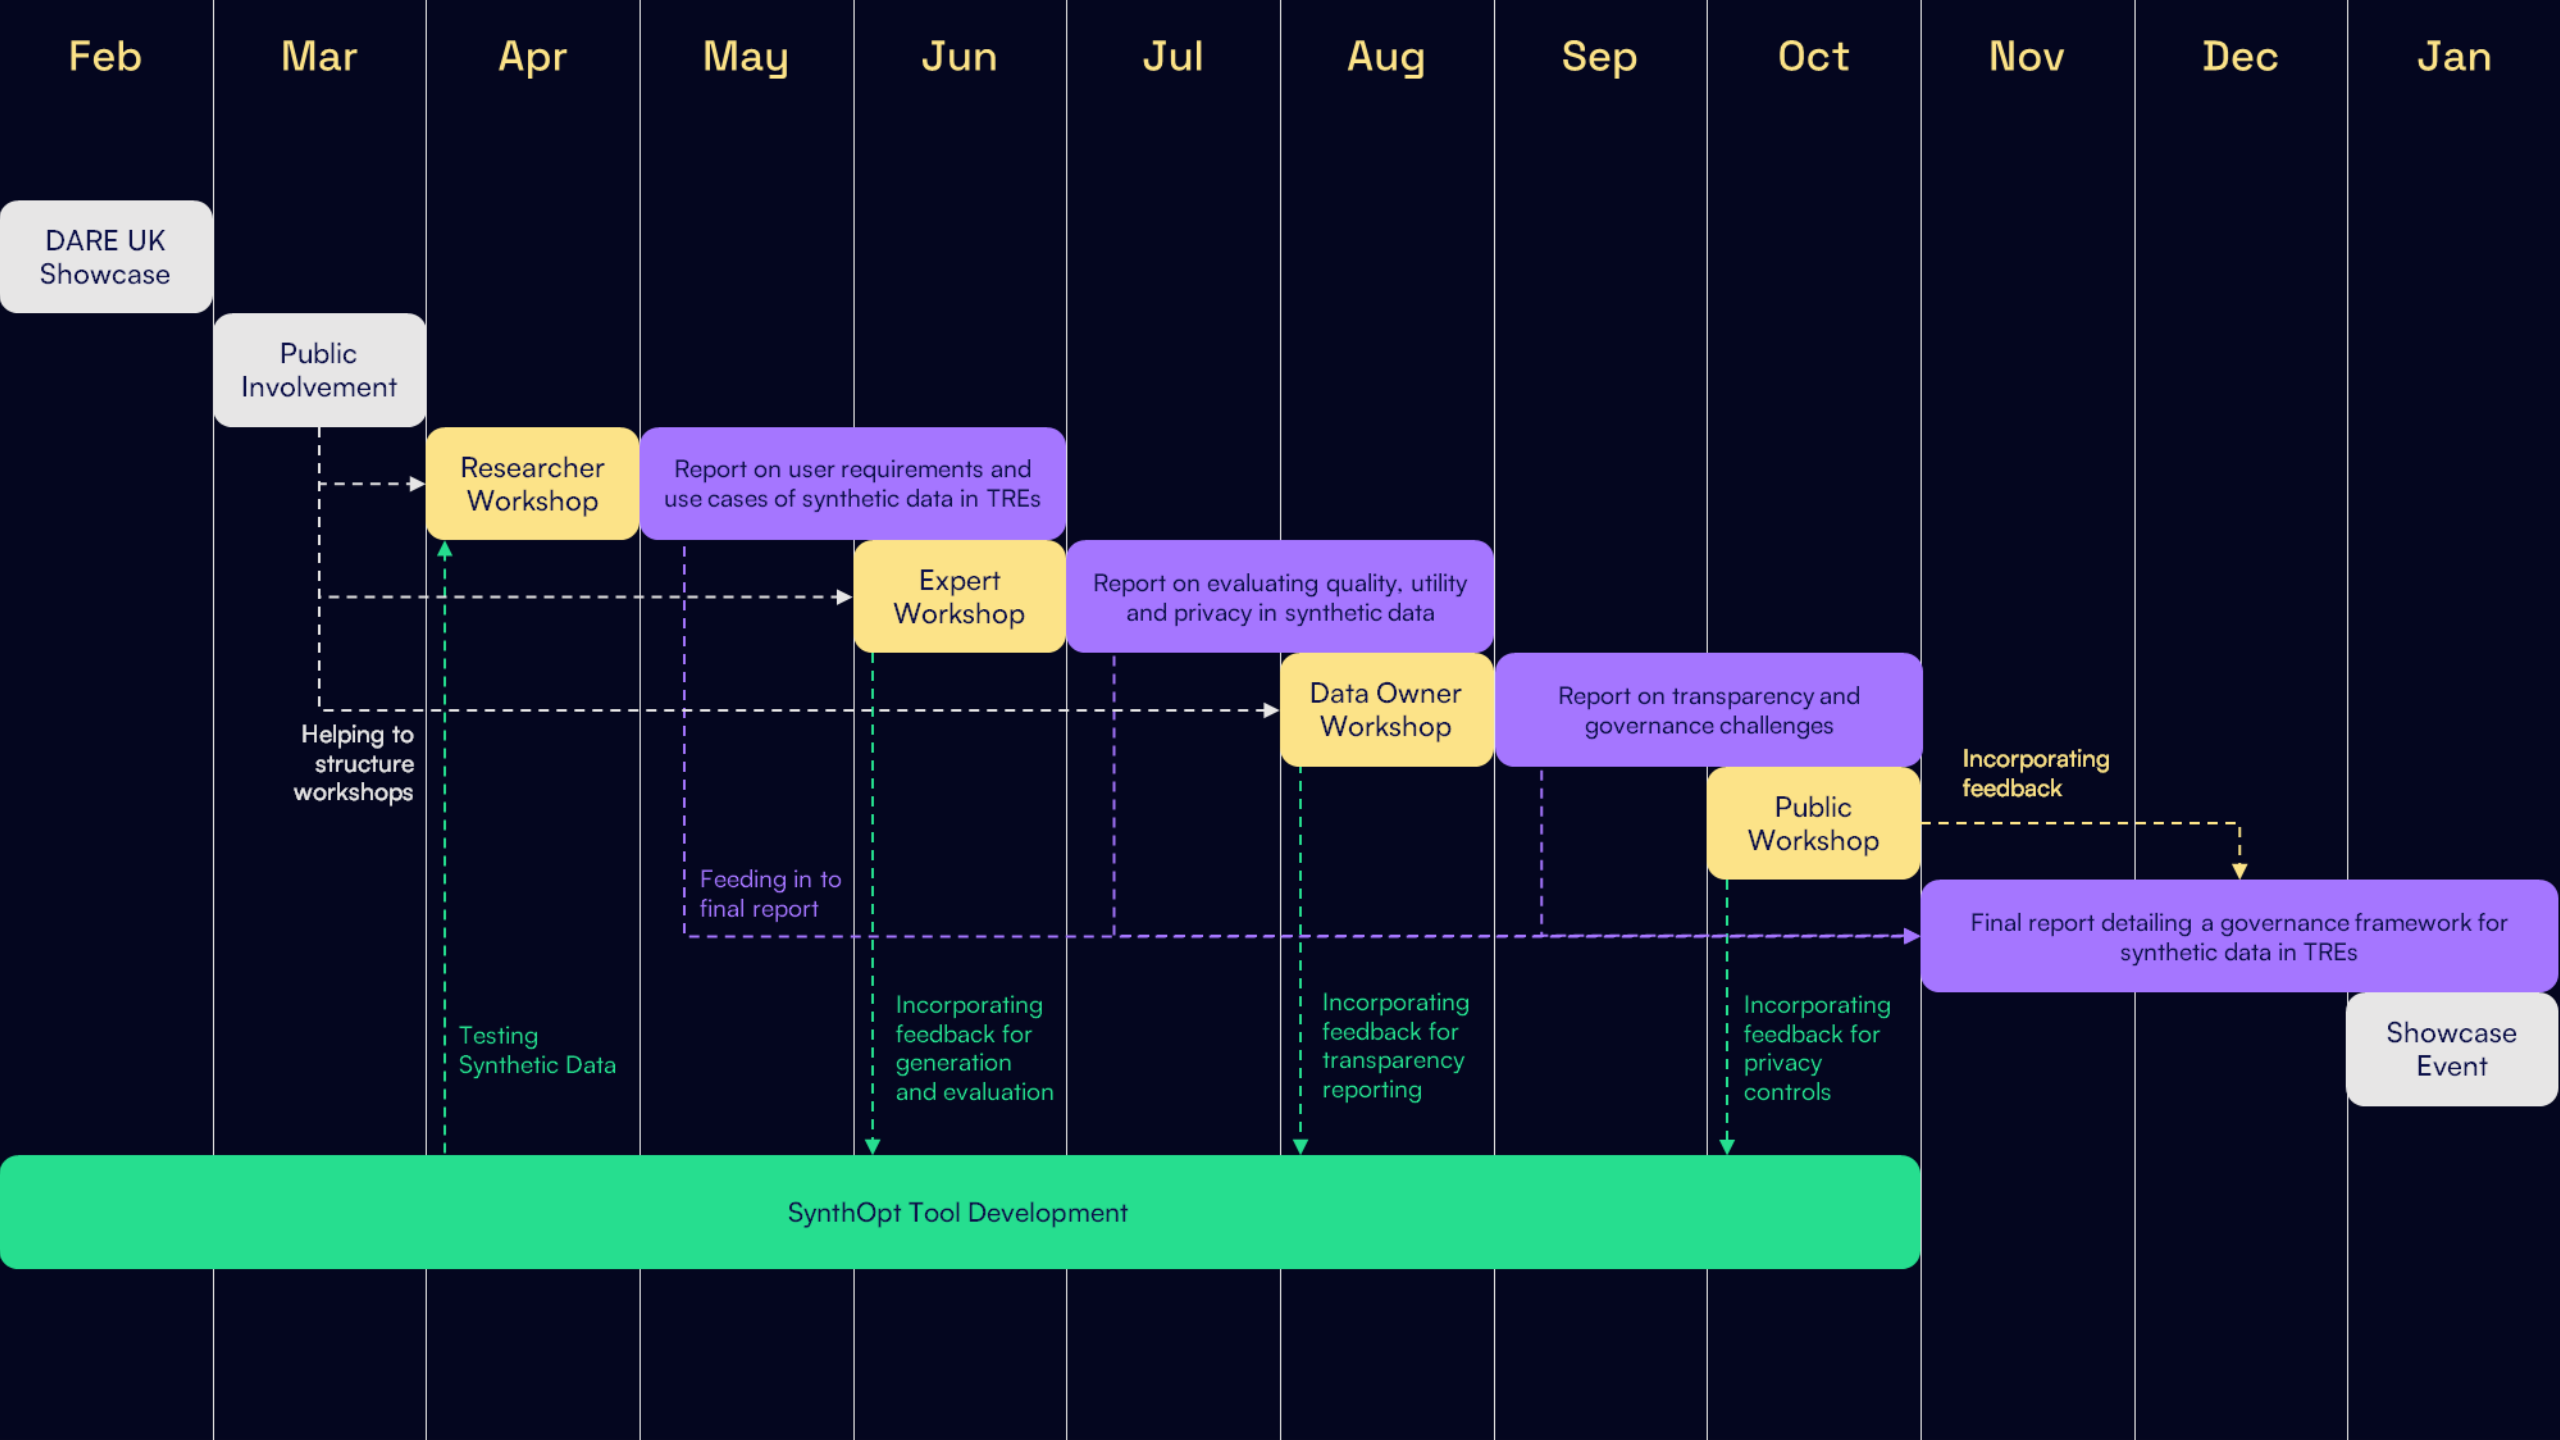 Feb
Mar
Apr
May
Jun
Jul
Aug
Sep
Oct
Nov
Dec
Jan
DARE UK
Showcase
Public
Involvement
Researcher
Workshop
Report on user requirements and
use cases of synthetic data in TREs
Expert
Workshop
Report on evaluating quality, utility
and privacy in synthetic data
Data Owner
Workshop
Report on transparency and
governance challenges
Helping to
structure
workshops
Incorporating
feedback
Public
Workshop
Feeding in to
final report
Final report detailing a governance framework for
synthetic data in TREs
Testing
Synthetic Data
Incorporating
feedback for
generation
and evaluation
Incorporating
feedback for
transparency
reporting
Incorporating
feedback for
privacy
controls
Showcase
Event
SynthOpt Tool Development